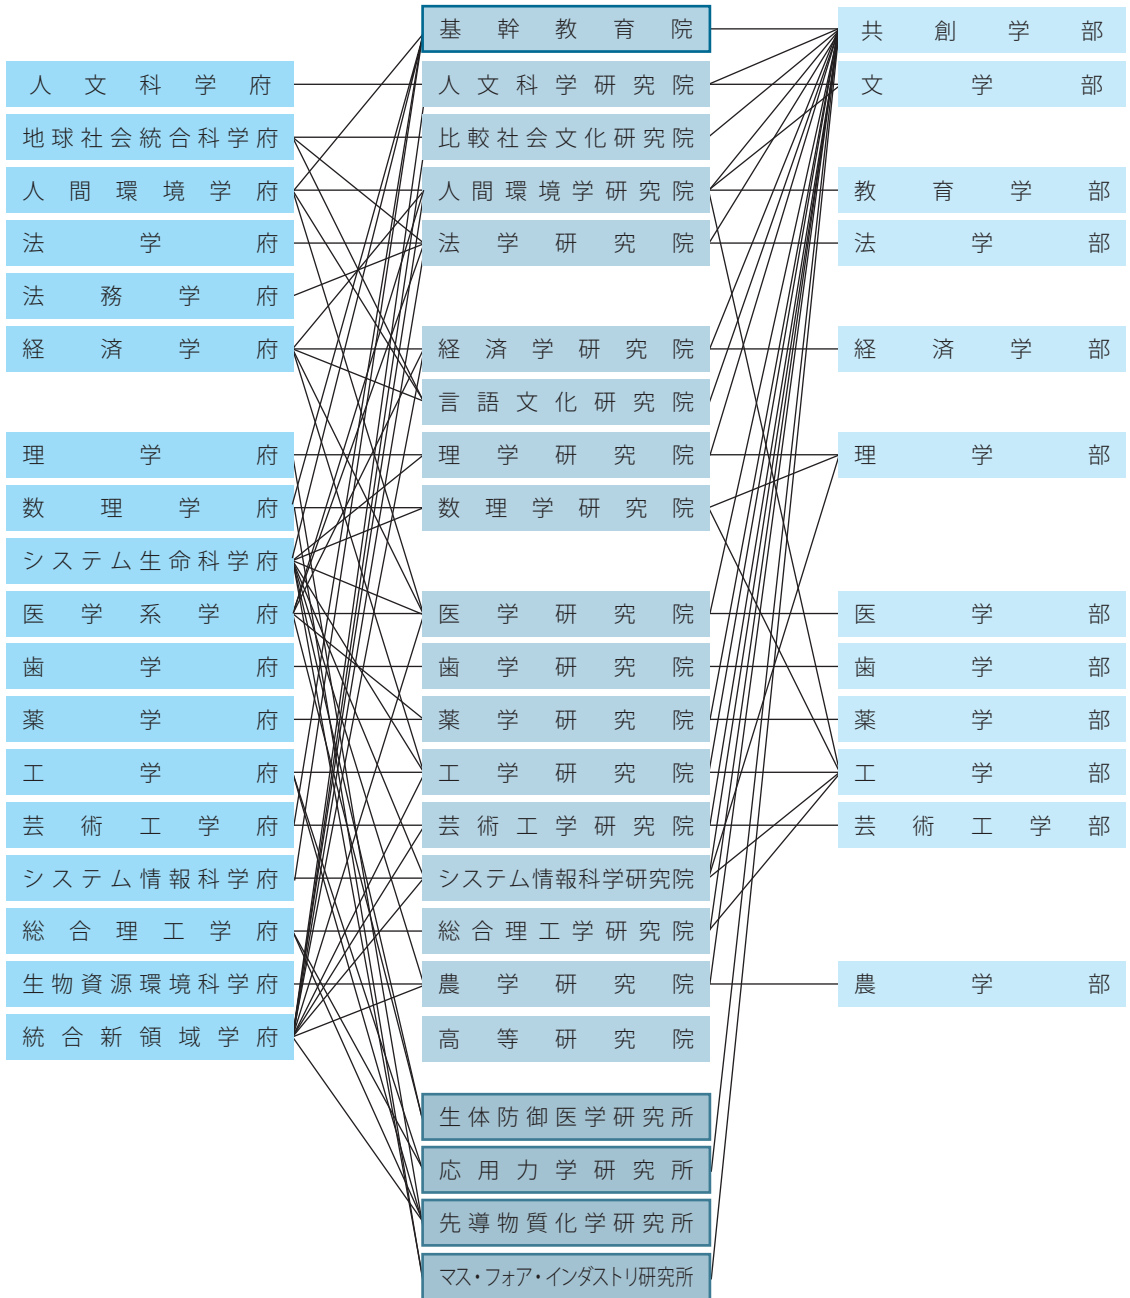 基幹教育院
共創学部
人文科学府
人文科学研究院
文学部
地球社会統合科学府
比較社会文化研究院
人間環境学府
人間環境学研究院
教育学部
法学府
法学研究院
法学部
法務学府
経済学府
経済学研究院
経済学部
言語文化研究院
理学府
理学研究院
理学部
数理学府
数理学研究院
システム生命科学府
医学系学府
医学研究院
医学部
歯学府
歯学研究院
歯学部
薬学府
薬学研究院
薬学部
工学府
工学研究院
工学部
芸術工学府
芸術工学研究院
芸術工学部
システム情報科学府
システム情報科学研究院
総合理工学府
総合理工学研究院
生物資源環境科学府
農学研究院
農学部
統合新領域学府
高等研究院
生体防御医学研究所
応用力学研究所
先導物質化学研究所
マス・フォア・インダストリ研究所